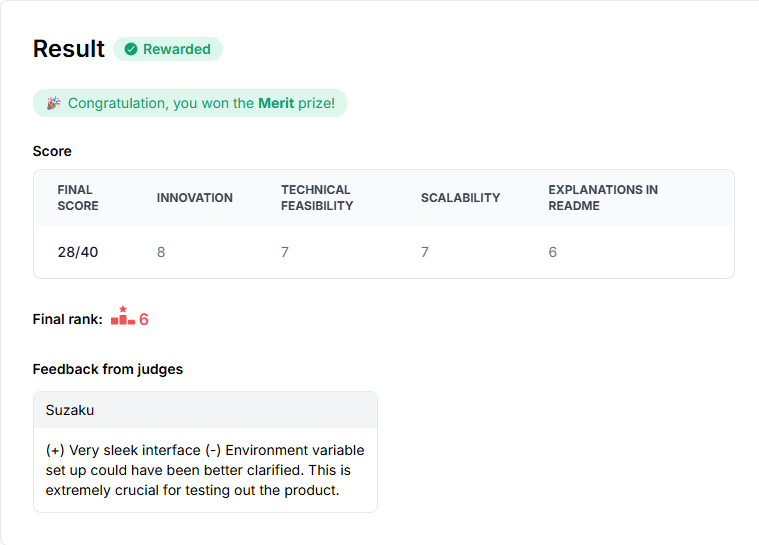 Result Rewarded
Congratulation, you won the Merit prize!
Score
FINAL SCORE INNOVATION TECHNICAL FEASIBILITY SCALABILITY EXPLANATIONS IN README
28/40 8 7 7 6
Final rank: 6
Feedback from judges
Suzaku
(+) Very sleek interface (-) Environment variable
set up could have been better clarified. This is
extremely crucial for testing out the product.